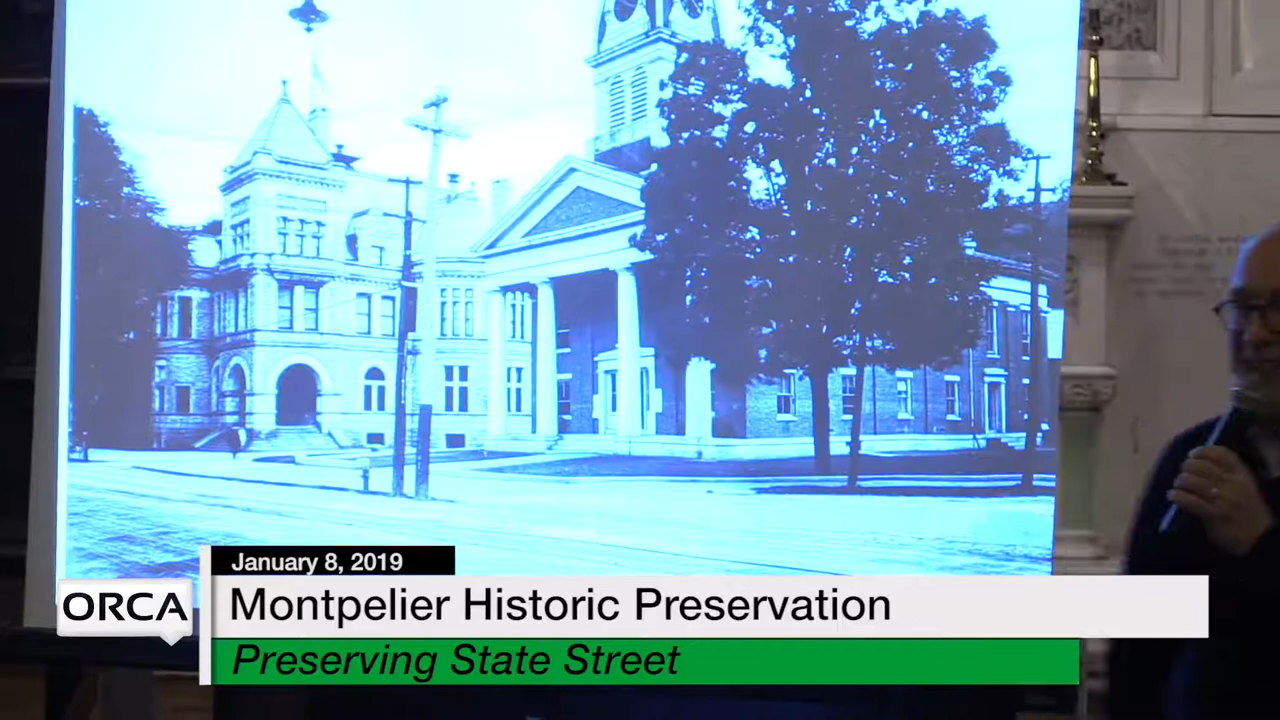 January 8, 2019
ORCA
Montpelier Historic Preservation
Preserving State Street